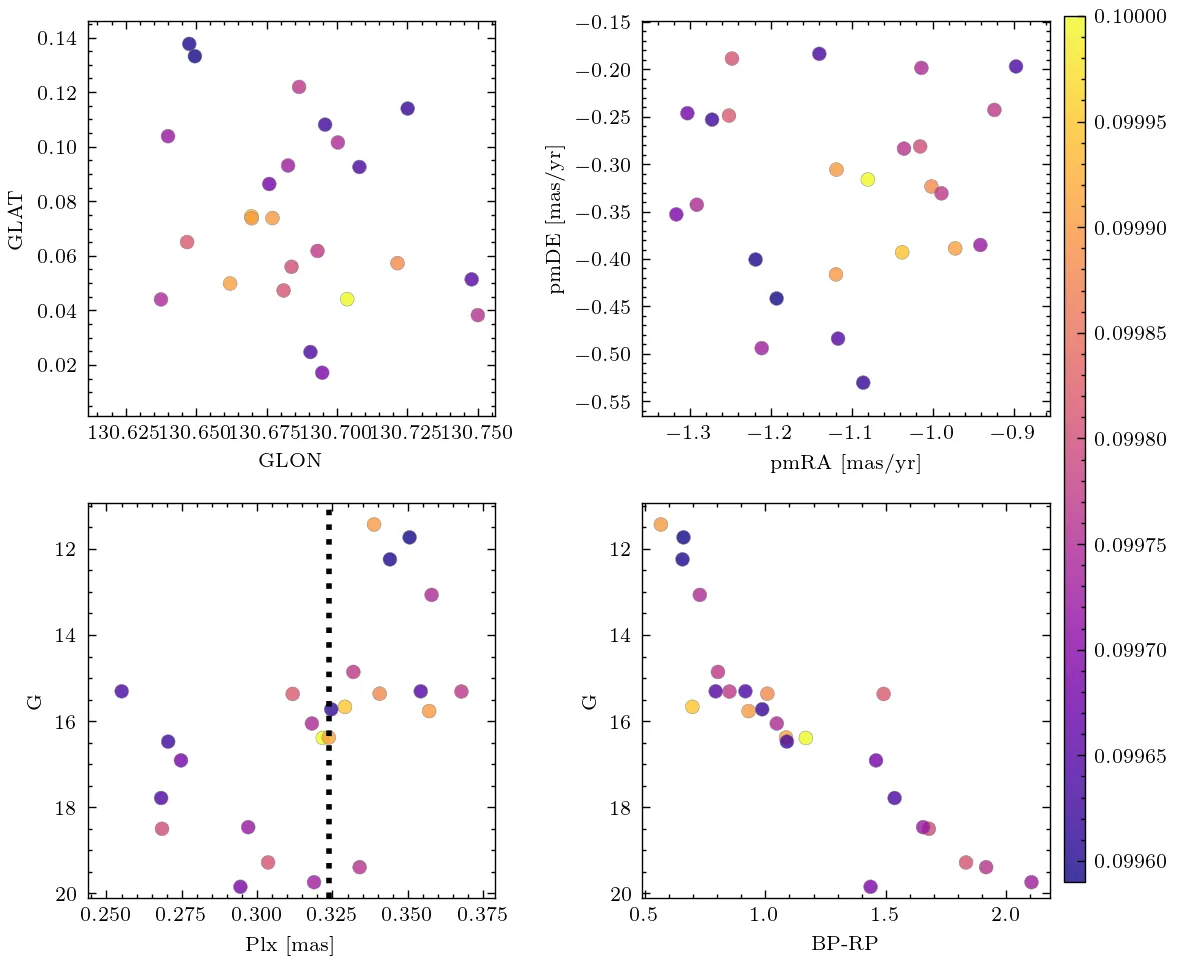 0.14
0.12
0.10
0.08
0.06
0.04
0.02
GLAT
130.625 130.650 130.675 130.700 130.725 130.750
GLON
−0.15
−0.20
−0.25
−0.30
−0.35
−0.40
−0.45
−0.50
−0.55
pmDE [mas/yr]
−1.3 −1.2 −1.1 −1.0 −0.9
pmRA [mas/yr]
0.10000
0.09995
0.09990
0.09985
0.09980
0.09975
0.09970
0.09965
0.09960
12
14
16
18
20
G
0.250 0.275 0.300 0.325 0.350 0.375
Plx [mas]
12
14
16
18
20
G
0.5 1.0 1.5 2.0
BP-RP